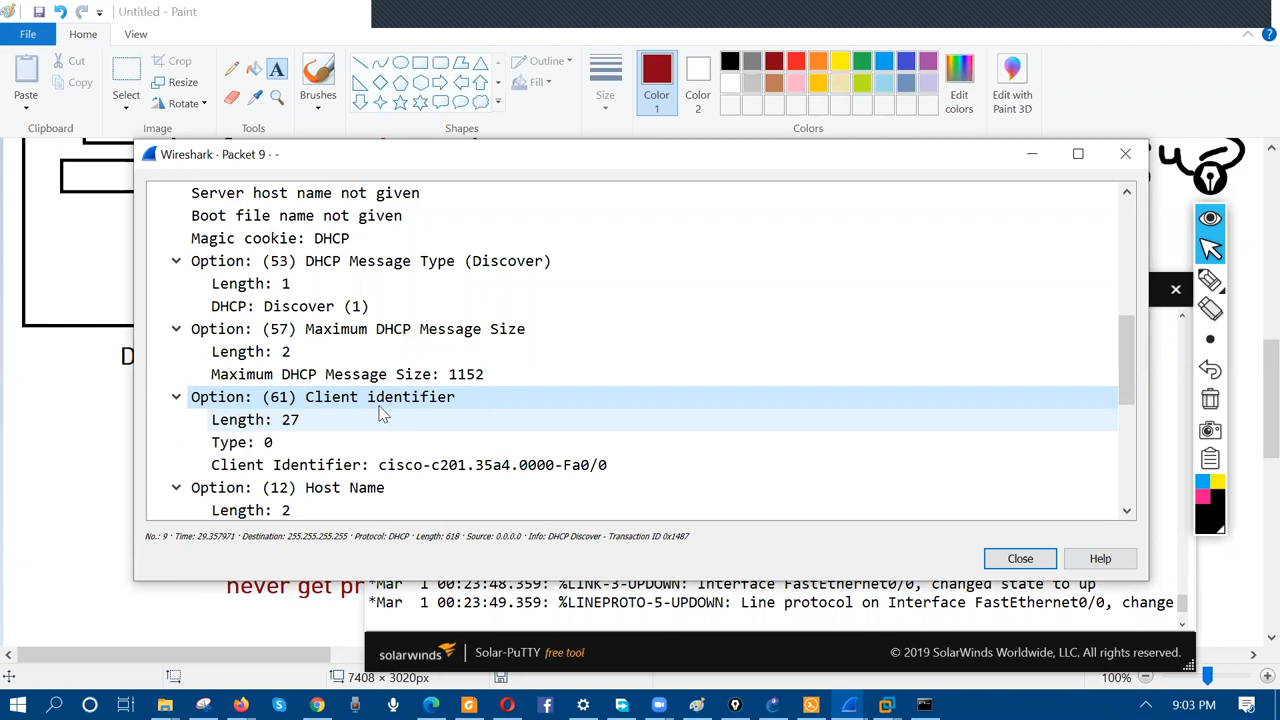 Untitled - Paint
File
Home
View
Paste
Cut
Copy
Clipboard
Select
Crop
Resize
Rotate
Image
A
Tools
Brushes
Outline
Fill
Shapes
Size
Color
1
Color
2
Edit
colors
Edit with
Paint 3D
Colors
Wireshark · Packet 9 · -
Server host name not given
Boot file name not given
Magic cookie: DHCP
Option: (53) DHCP Message Type (Discover)
Length: 1
DHCP: Discover (1)
Option: (57) Maximum DHCP Message Size
Length: 2
Maximum DHCP Message Size: 1152
Option: (61) Client identifier
Length: 27
Type: 0
Client Identifier: cisco-c201.35a4.0000-Fa0/0
Option: (12) Host Name
Length: 2
No.: 9 · Time: 29.357971 · Destination: 255.255.255.255 · Protocol: DHCP · Length: 618 · Source: 0.0.0.0 · Info: DHCP Discover - Transaction ID 0x1487
Close
Help
D
never get pr
*Mar 1 00:23:48.359: %LINK-3-UPDOWN: Interface FastEthernet0/0, changed state to up
*Mar 1 00:23:49.359: %LINEPROTO-5-UPDOWN: Line protocol on Interface FastEthernet0/0, change
solarwinds
Solar-PuTTY free tool
© 2019 SolarWinds Worldwide, LLC. All rights reserved.
7408 × 3020px
100%
9:03 PM